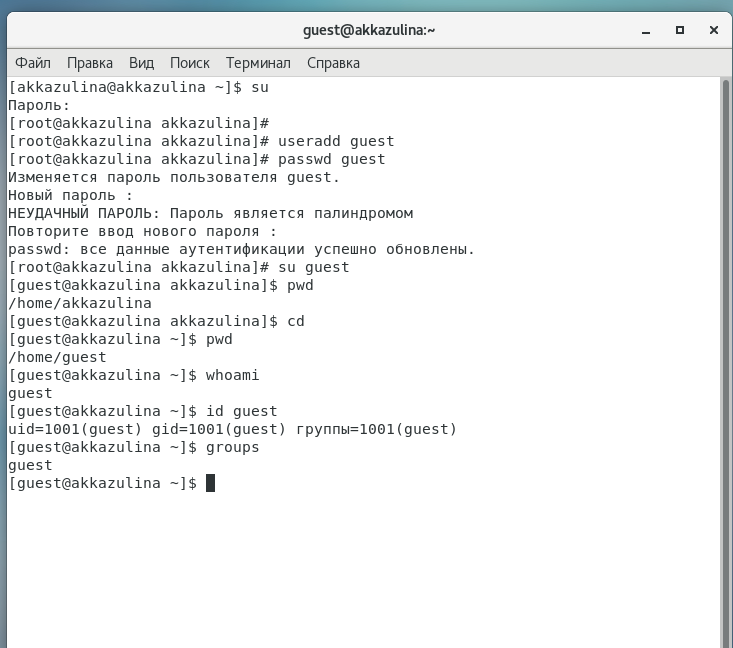 guest@akkazulina:~
Файл Правка Вид Поиск Терминал Справка
[akkazulina@akkazulina ~]$ su
Пароль:
[root@akkazulina akkazulina]#
[root@akkazulina akkazulina]# useradd guest
[root@akkazulina akkazulina]# passwd guest
Изменяется пароль пользователя guest.
Новый пароль :
НЕУДАЧНЫЙ ПАРОЛЬ: Пароль является палиндромом
Повторите ввод нового пароля :
passwd: все данные аутентификации успешно обновлены.
[root@akkazulina akkazulina]# su guest
[guest@akkazulina akkazulina]$ pwd
/home/akkazulina
[guest@akkazulina akkazulina]$ cd
[guest@akkazulina ~]$ pwd
/home/guest
[guest@akkazulina ~]$ whoami
guest
[guest@akkazulina ~]$ id guest
uid=1001(guest) gid=1001(guest) группы=1001(guest)
[guest@akkazulina ~]$ groups
guest
[guest@akkazulina ~]$